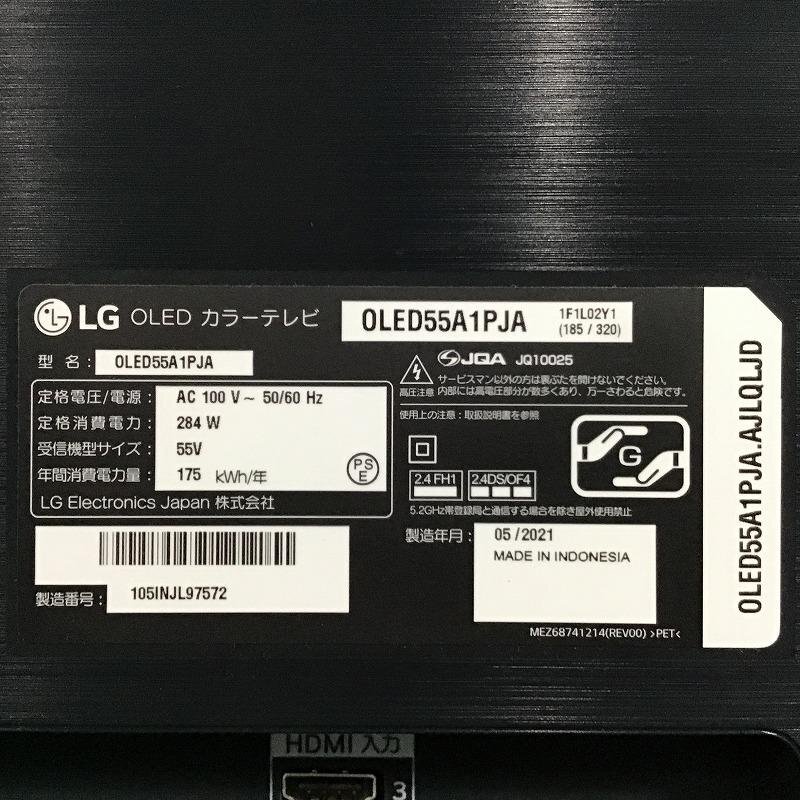 LG OLED カラーテレビ OLED55A1PJA 1F1L02Y1
(185 / 320)
型 名 : OLED55A1PJA
定格電圧/電源 : AC 100 V ~ 50/60 Hz
定格消費電力 : 284 W
受信機型サイズ : 55V
年間消費電力量 : 175 kWh/年
PS
E
LG Electronics Japan 株式会社
製造番号 : 105INJL97572
JQA JQ10025
高圧注意
サービスマン以外の方は裏ぶたを開けないでください。
内部には高電圧部分が数多くあり、万一さわると危険です。
使用上の注意 : 取扱説明書を参照
G
2.4 FH1 2.4DS/OF4
5.2GHz帯登録局と通信する場合を除き屋外使用禁止
製造年月 : 05 / 2021
MADE IN INDONESIA
MEZ68741214(REV00) >PET<
OLED55A1PJA.AJLQLJD
HDMI 入力
3